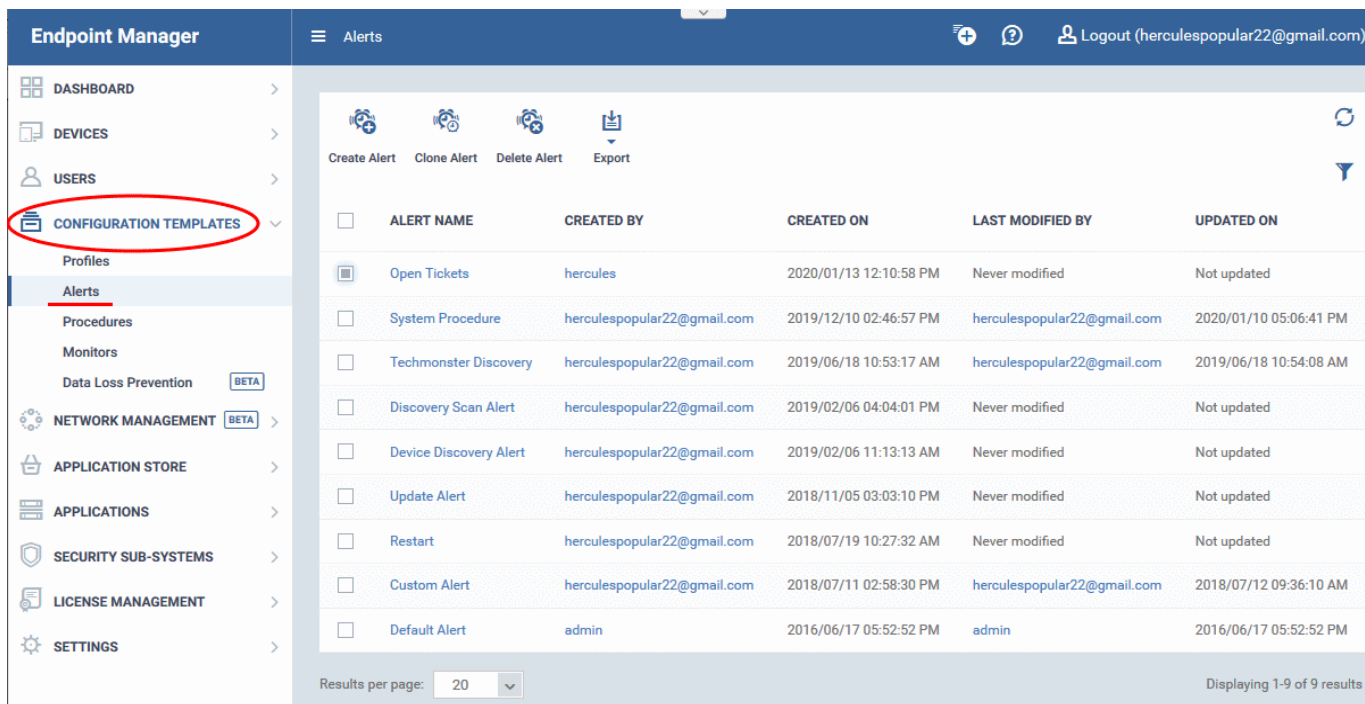 Endpoint Manager
Alerts
Logout (herculespopular22@gmail.com)
DASHBOARD
DEVICES
USERS
CONFIGURATION TEMPLATES
Profiles
Alerts
Procedures
Monitors
Data Loss Prevention BETA
NETWORK MANAGEMENT BETA
APPLICATION STORE
APPLICATIONS
SECURITY SUB-SYSTEMS
LICENSE MANAGEMENT
SETTINGS
Create Alert Clone Alert Delete Alert Export
ALERT NAME CREATED BY CREATED ON LAST MODIFIED BY UPDATED ON
Open Tickets hercules 2020/01/13 12:10:58 PM Never modified Not updated
System Procedure herculespopular22@gmail.com 2019/12/10 02:46:57 PM herculespopular22@gmail.com 2020/01/10 05:06:41 PM
Techmonster Discovery herculespopular22@gmail.com 2019/06/18 10:53:17 AM herculespopular22@gmail.com 2019/06/18 10:54:08 AM
Discovery Scan Alert herculespopular22@gmail.com 2019/02/06 04:04:01 PM Never modified Not updated
Device Discovery Alert herculespopular22@gmail.com 2019/02/06 11:13:13 AM Never modified Not updated
Update Alert herculespopular22@gmail.com 2018/11/05 03:03:10 PM Never modified Not updated
Restart herculespopular22@gmail.com 2018/07/19 10:27:32 AM Never modified Not updated
Custom Alert herculespopular22@gmail.com 2018/07/11 02:58:30 PM herculespopular22@gmail.com 2018/07/12 09:36:10 AM
Default Alert admin 2016/06/17 05:52:52 PM admin 2016/06/17 05:52:52 PM
Results per page: 20
Displaying 1-9 of 9 results